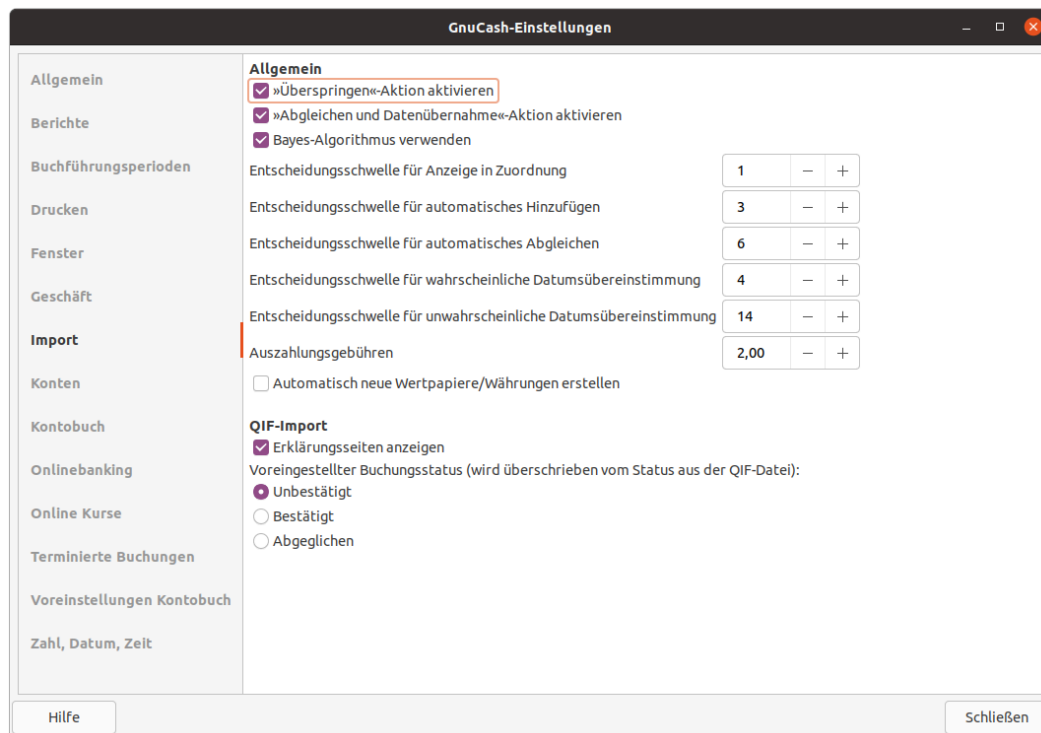 GnuCash-Einstellungen
Allgemein
Berichte
Buchführungsperioden
Drucken
Fenster
Geschäft
Import
Konten
Kontobuch
Onlinebanking
Online Kurse
Terminierte Buchungen
Voreinstellungen Kontobuch
Zahl, Datum, Zeit
Allgemein
»Überspringen«-Aktion aktivieren
»Abgleichen und Datenübernahme«-Aktion aktivieren
Bayes-Algorithmus verwenden
Entscheidungsschwelle für Anzeige in Zuordnung 1 − +
Entscheidungsschwelle für automatisches Hinzufügen 3 − +
Entscheidungsschwelle für automatisches Abgleichen 6 − +
Entscheidungsschwelle für wahrscheinliche Datumsübereinstimmung 4 − +
Entscheidungsschwelle für unwahrscheinliche Datumsübereinstimmung 14 − +
Auszahlungsgebühren 2,00 − +
Automatisch neue Wertpapiere/Währungen erstellen
QIF-Import
Erklärungsseiten anzeigen
Voreingestellter Buchungsstatus (wird überschrieben vom Status aus der QIF-Datei):
Unbestätigt
Bestätigt
Abgeglichen
Hilfe
Schließen